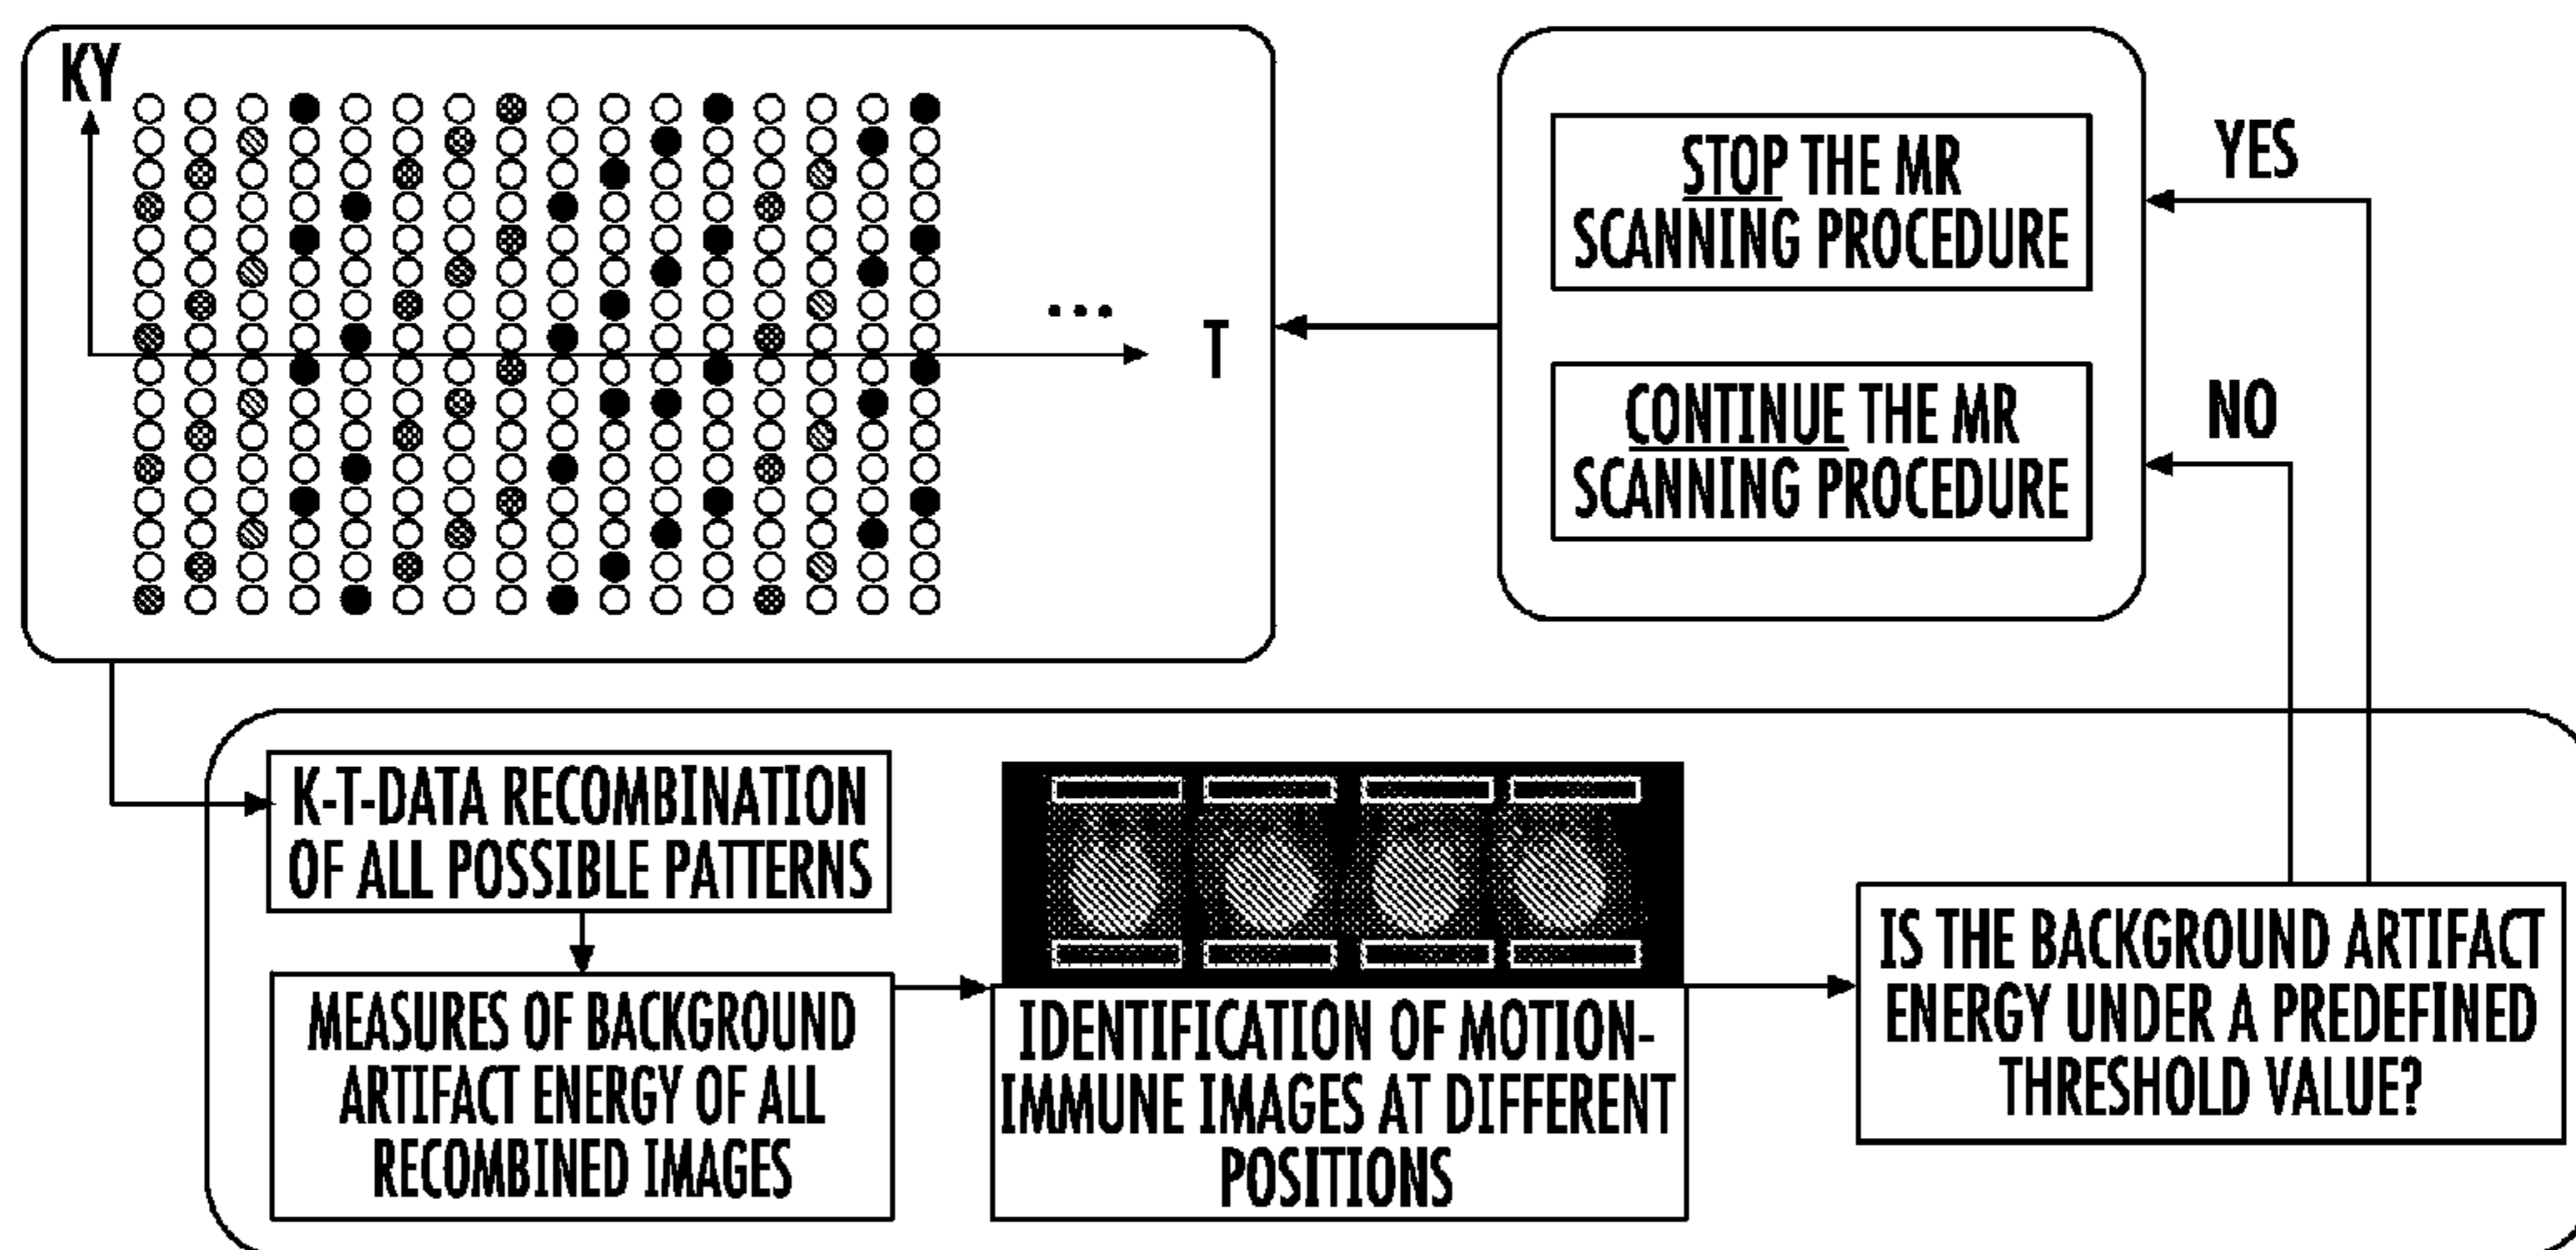 KY
...
T
STOP THE MR
SCANNING PROCEDURE
CONTINUE THE MR
SCANNING PROCEDURE
YES
NO
K-T-DATA RECOMBINATION
OF ALL POSSIBLE PATTERNS
MEASURES OF BACKGROUND
ARTIFACT ENERGY OF ALL
RECOMBINED IMAGES
IDENTIFICATION OF MOTION-
IMMUNE IMAGES AT DIFFERENT
POSITIONS
IS THE BACKGROUND ARTIFACT
ENERGY UNDER A PREDEFINED
THRESHOLD VALUE?